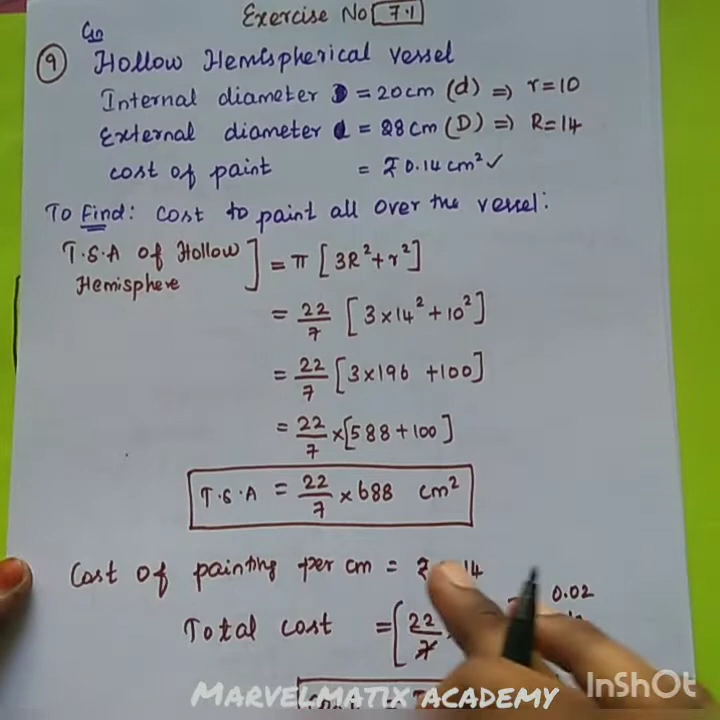 Exercise No 7.1
Gn
9 Hollow Hemispherical vessel
Internal diameter = 20cm (d) => r=10
External diameter = 28cm (D) => R=14
cost of paint = ₹0.14 cm² ✓
To Find: cost to paint all over the vessel:
T.S.A of Hollow Hemisphere ] = π [3R²+r²]
= 22/7 [3×14²+10²]
= 22/7 [3×196 +100]
= 22/7 ×[588+100]
T.S.A = 22/7 × 688 cm²
Cost of painting per cm = ₹ 14
0.02
Total cost = [22/7
MARVELMATIX ACADEMY
InShOt